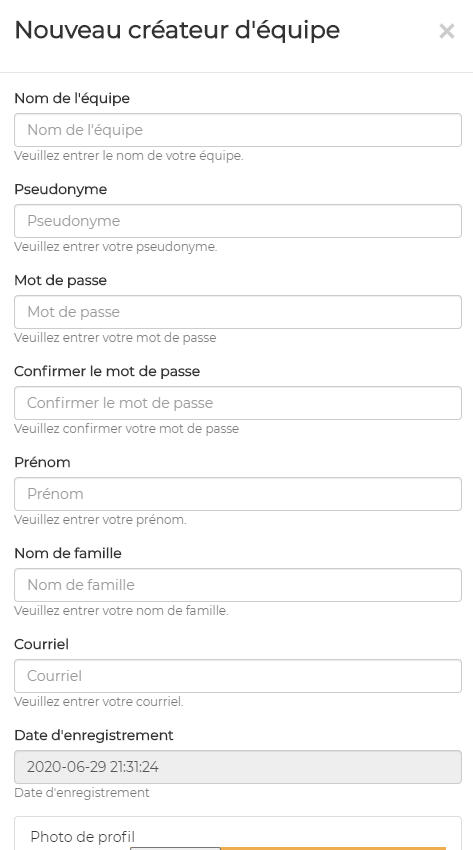 Nouveau créateur d'équipe ×
Nom de l'équipe
Nom de l'équipe
Veuillez entrer le nom de votre équipe.
Pseudonyme
Pseudonyme
Veuillez entrer votre pseudonyme.
Mot de passe
Mot de passe
Veuillez entrer votre mot de passe
Confirmer le mot de passe
Confirmer le mot de passe
Veuillez confirmer votre mot de passe
Prénom
Prénom
Veuillez entrer votre prénom.
Nom de famille
Nom de famille
Veuillez entrer votre nom de famille.
Courriel
Courriel
Veuillez entrer votre courriel.
Date d'enregistrement
2020-06-29 21:31:24
Date d'enregistrement
Photo de profil